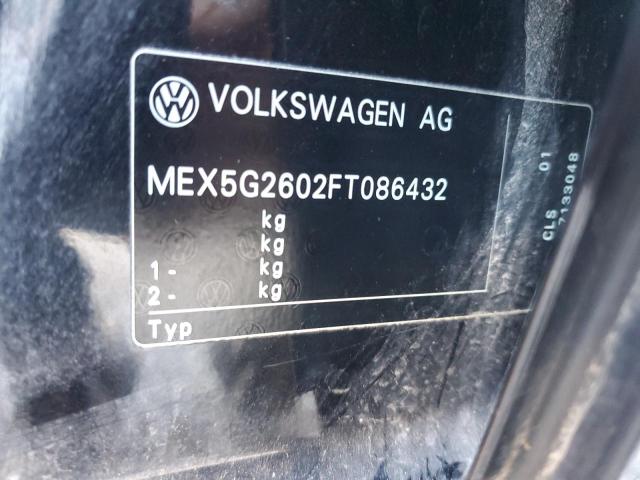 VOLKSWAGEN AG
MEX5G2602FT086432
kg
kg
1 - kg
2 - kg
Typ
CLS 01
7133048